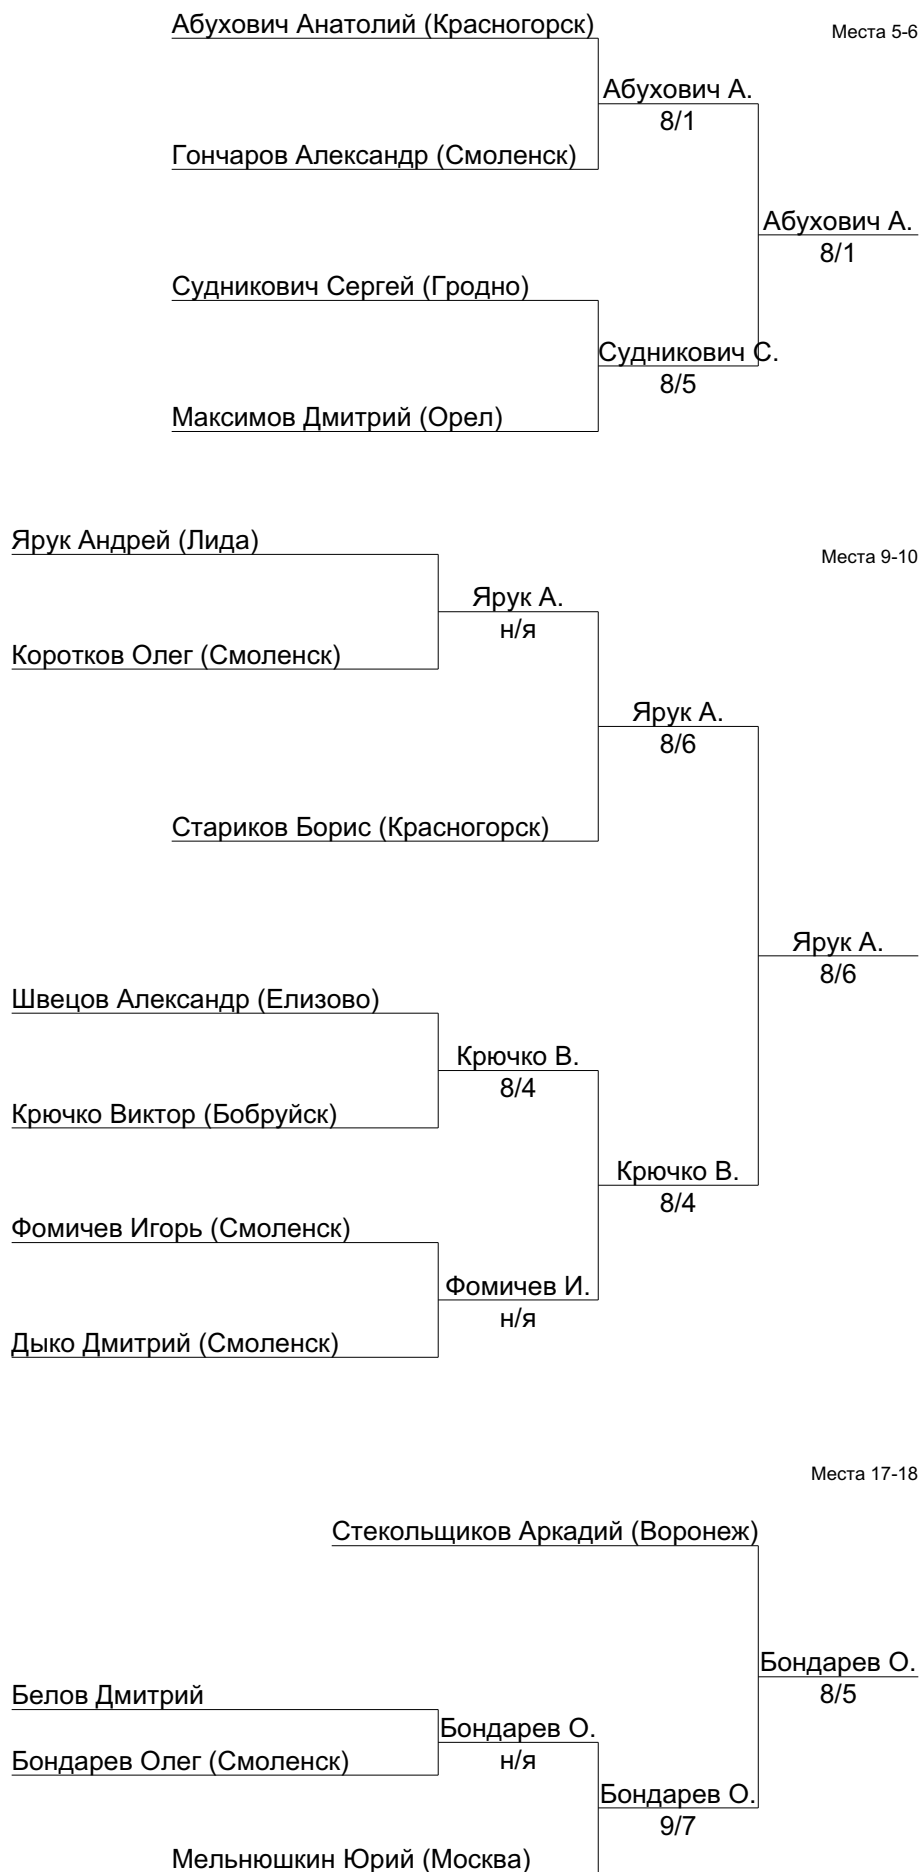 Абухович Анатолий (Красногорск)
Места 5-6
Абухович А.
8/1
Гончаров Александр (Смоленск)
Абухович А.
8/1
Судникович Сергей (Гродно)
Судникович С.
8/5
Максимов Дмитрий (Орел)
Ярук Андрей (Лида)
Места 9-10
Ярук А.
н/я
Коротков Олег (Смоленск)
Ярук А.
8/6
Стариков Борис (Красногорск)
Ярук А.
8/6
Швецов Александр (Елизово)
Крючко В.
8/4
Крючко Виктор (Бобруйск)
Крючко В.
8/4
Фомичев Игорь (Смоленск)
Фомичев И.
н/я
Дыко Дмитрий (Смоленск)
Места 17-18
Стекольщиков Аркадий (Воронеж)
Бондарев О.
8/5
Белов Дмитрий
Бондарев О.
н/я
Бондарев Олег (Смоленск)
Бондарев О.
9/7
Мельнюшкин Юрий (Москва)